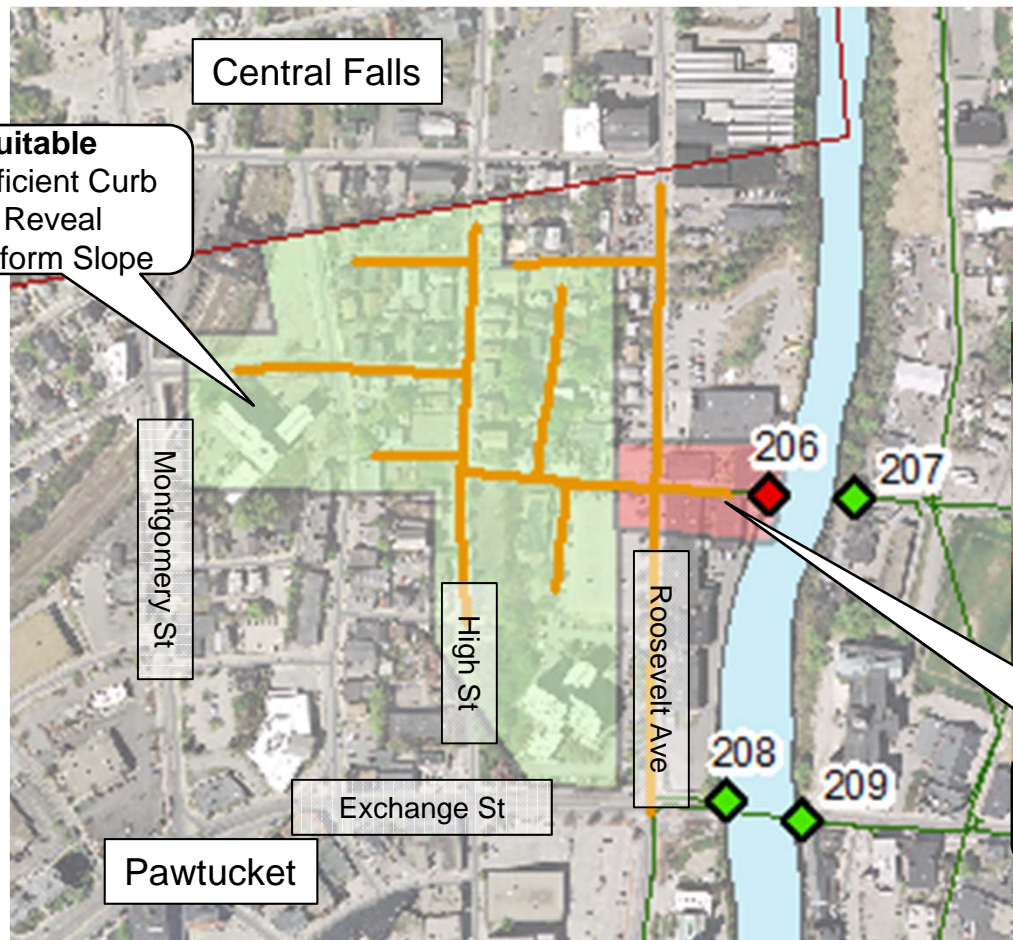 Central Falls
uitable
ficient Curb
Reveal
form Slope
206
207
Montgomery St
High St
Roosevelt Ave
208
209
Exchange St
Pawtucket